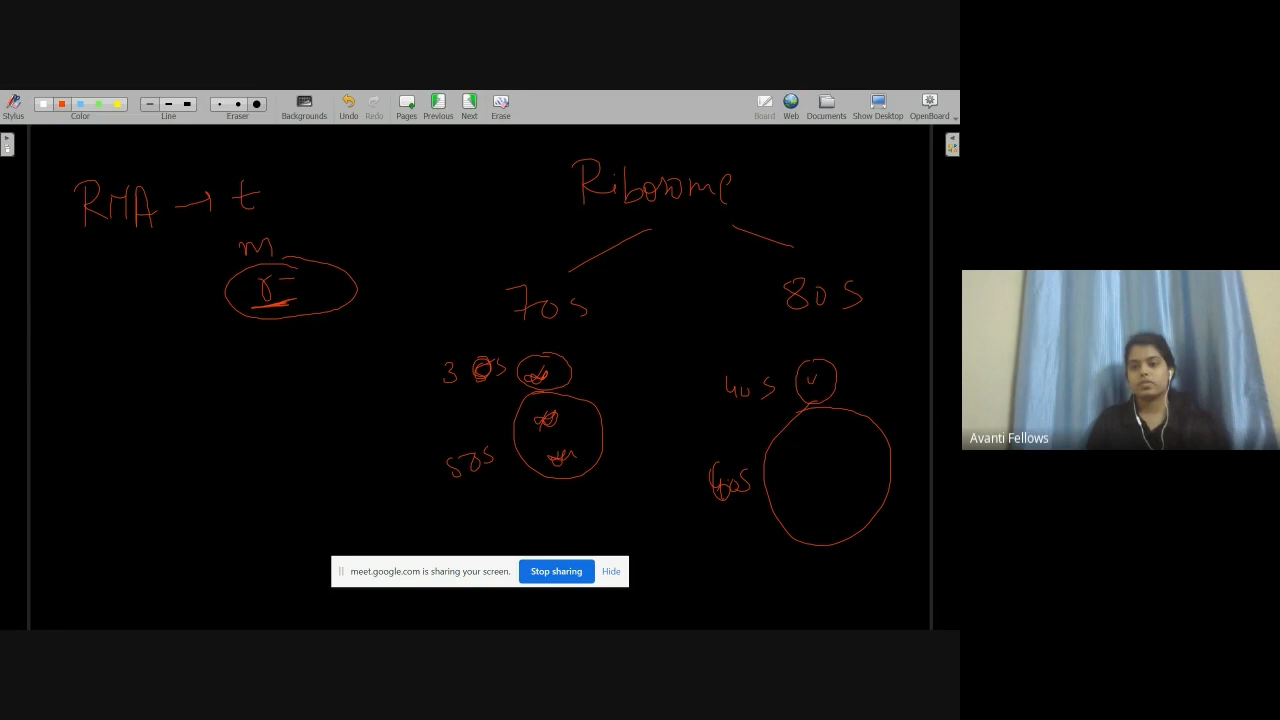 Stylus
Color
Line
Eraser
Backgrounds
Undo
Redo
Pages
Previous
Next
Erase
Board
Web
Documents
Show Desktop
OpenBoard
RNA → t
m
r
Ribosome
70s
80S
30s
50s
40S
60S
meet.google.com is sharing your screen.
Stop sharing
Hide
Avanti Fellows